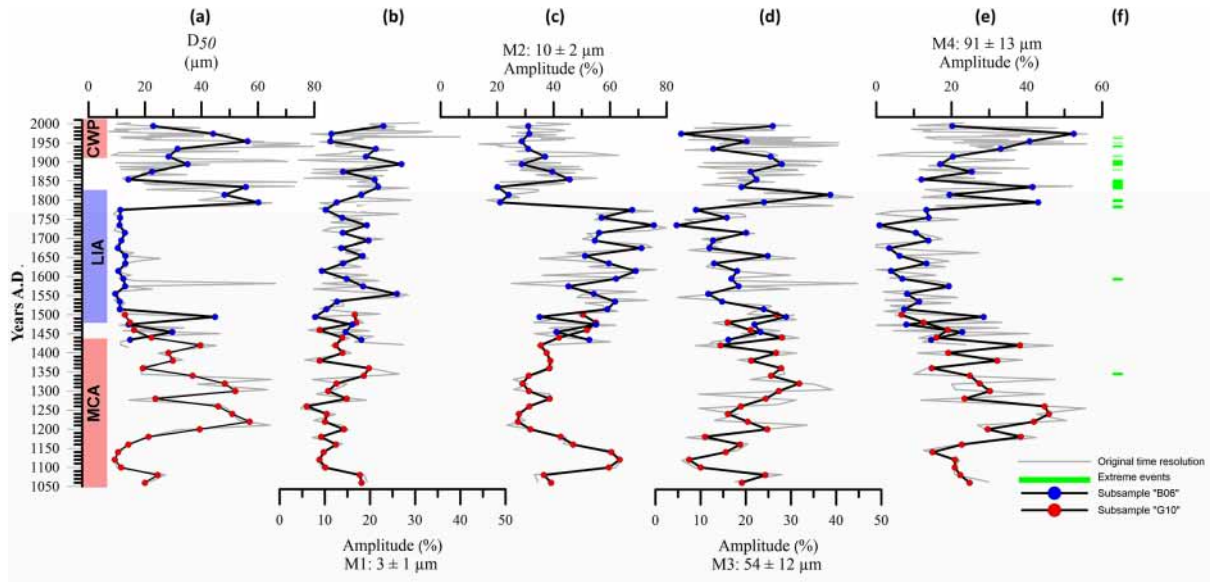 (a) (b) (c) (d) (e) (f)
D50
(µm)
M2: 10 ± 2 µm
Amplitude (%)
M4: 91 ± 13 µm
Amplitude (%)
0 20 40 60 80
0 20 40 60 80
0 20 40 60
Years A.D.
2000
1950
1900
1850
1800
1750
1700
1650
1600
1550
1500
1450
1400
1350
1300
1250
1200
1150
1100
1050
CWP
LIA
MCA
Original time resolution
Extreme events
Subsample "B06"
Subsample "G10"
0 10 20 30 40 50
0 10 20 30 40 50
Amplitude (%)
M1: 3 ± 1 µm
Amplitude (%)
M3: 54 ± 12 µm